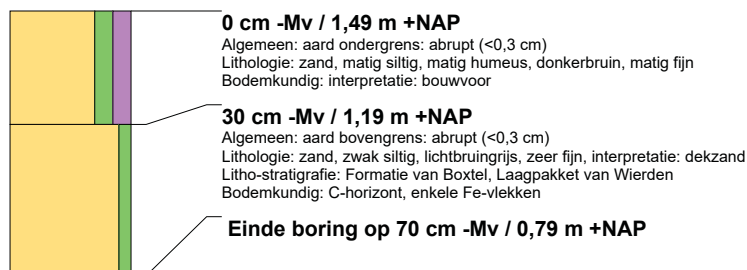 0 cm -Mv / 1,49 m +NAP
Algemeen: aard ondergrens: abrupt (<0,3 cm)
Lithologie: zand, matig siltig, matig humeus, donkerbruin, matig fijn
Bodemkundig: interpretatie: bouwvoor
30 cm -Mv / 1,19 m +NAP
Algemeen: aard bovengrens: abrupt (<0,3 cm)
Lithologie: zand, zwak siltig, lichtbruingrijs, zeer fijn, interpretatie: dekzand
Litho-stratigrafie: Formatie van Boxtel, Laagpakket van Wierden
Bodemkundig: C-horizont, enkele Fe-vlekken
Einde boring op 70 cm -Mv / 0,79 m +NAP